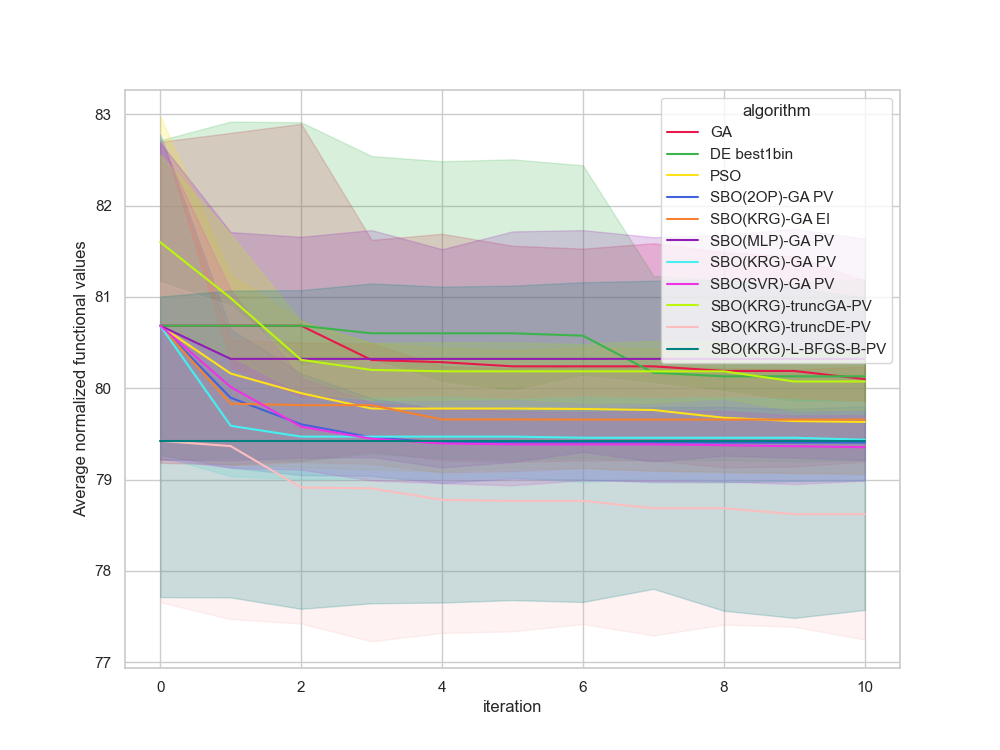 83
82
81
80
79
78
77
Average normalized functional values
0
2
4
6
8
10
iteration
algorithm
GA
DE best1bin
PSO
SBO(2OP)-GA PV
SBO(KRG)-GA EI
SBO(MLP)-GA PV
SBO(KRG)-GA PV
SBO(SVR)-GA PV
SBO(KRG)-truncGA-PV
SBO(KRG)-truncDE-PV
SBO(KRG)-L-BFGS-B-PV